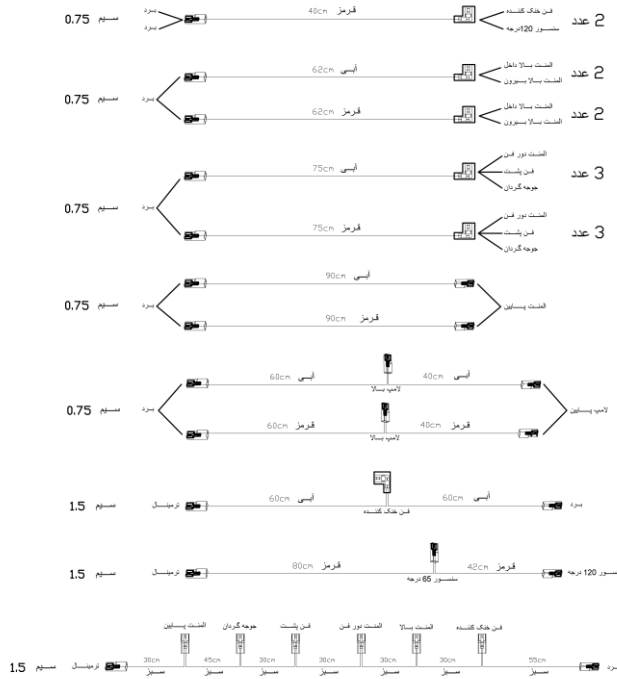 0.75 سیم برد برد قرمز 40cm فن خنک کننده سنسور 120درجه 2 عدد
0.75 سیم برد
آبی 62cm المنت بالا داخل المنت بالا بیرون 2 عدد
قرمز 62cm المنت بالا داخل المنت بالا بیرون 2 عدد
0.75 سیم برد
آبی 75cm المنت دور فن فن پشت جوجه گردان 3 عدد
قرمز 75cm المنت دور فن فن پشت جوجه گردان 3 عدد
0.75 سیم برد
آبی 90cm
قرمز 90cm
المنت پایین
0.75 سیم برد
آبی 60cm لامپ بالا آبی 40cm
قرمز 60cm لامپ بالا قرمز 40cm
لامپ پایین
1.5 سیم ترمینال آبی 60cm فن خنک کننده آبی 60cm برد
1.5 سیم ترمینال قرمز 80cm سنسور 65 درجه قرمز 42cm سور 120 درجه
المنت پایین جوجه گردان فن پشت المنت دور فن المنت بالا فن خنک کننده
1.5 سیم ترمینال 30cm 45cm 30cm 30cm 30cm 30cm 55cm برد
سبز سبز سبز سبز سبز سبز سبز